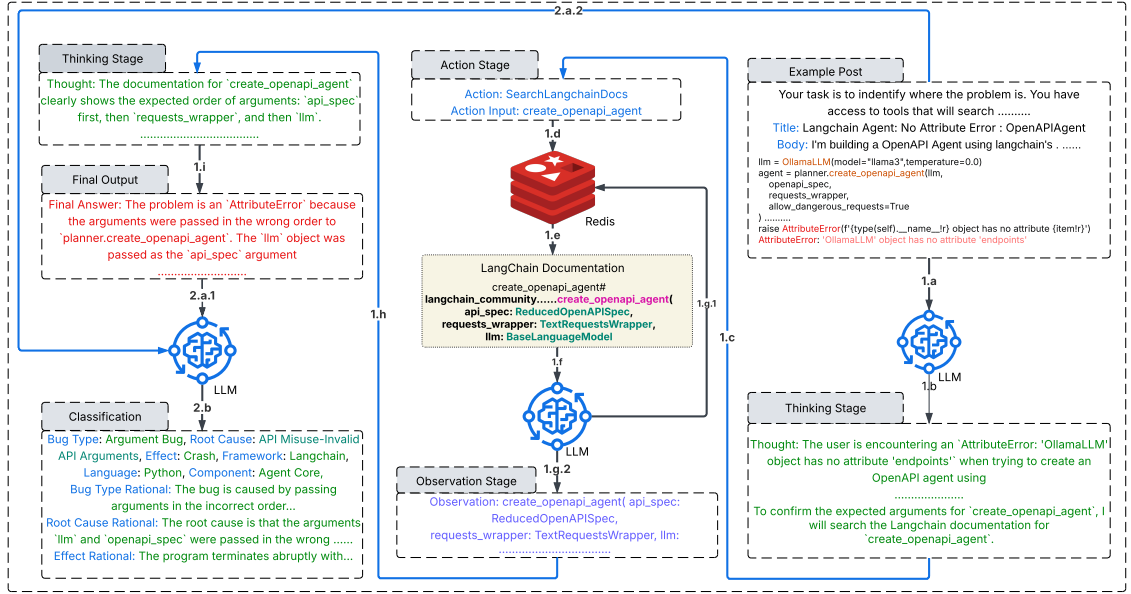 2.a.2
Thinking Stage
Thought: The documentation for `create_openapi_agent`
clearly shows the expected order of arguments: `api_spec`
first, then `requests_wrapper`, and then `llm`.
.....................................
1.i
Final Output
Final Answer: The problem is an `AttributeError` because
the arguments were passed in the wrong order to
`planner.create_openapi_agent`. The `llm` object was
passed as the `api_spec` argument
............................
2.a.1
LLM
2.b
Classification
Bug Type: Argument Bug, Root Cause: API Misuse-Invalid
API Arguments, Effect: Crash, Framework: Langchain,
Language: Python, Component: Agent Core,
Bug Type Rational: The bug is caused by passing
arguments in the incorrect order...
Root Cause Rational: The root cause is that the arguments
`llm` and `openapi_spec` were passed in the wrong ......
Effect Rational: The program terminates abruptly with...
1.h
Action Stage
Action: SearchLangchainDocs
Action Input: create_openapi_agent
1.d
Redis
1.e
LangChain Documentation
create_openapi_agent#
langchain_community......create_openapi_agent(
api_spec: ReducedOpenAPISpec,
requests_wrapper: TextRequestsWrapper,
llm: BaseLanguageModel
1.f
1.g.1
LLM
1.g.2
Observation Stage
Observation: create_openapi_agent( api_spec:
ReducedOpenAPISpec,
requests_wrapper: TextRequestsWrapper, llm:
...................................
1.c
Example Post
Your task is to indentify where the problem is. You have
access to tools that will search ..........
Title: Langchain Agent: No Attribute Error : OpenAPIAgent
Body: I'm building a OpenAPI Agent using langchain's . ......
llm = OllamaLLM(model="llama3",temperature=0.0)
agent = planner.create_openapi_agent(llm,
openapi_spec,
requests_wrapper,
allow_dangerous_requests=True
) ..........
raise AttributeError(f'{type(self).__name__!r} object has no attribute {item!r}')
AttributeError: 'OllamaLLM' object has no attribute 'endpoints'
1.a
LLM
1.b
Thinking Stage
Thought: The user is encountering an `AttributeError: 'OllamaLLM'
object has no attribute 'endpoints'` when trying to create an
OpenAPI agent using
......................
To confirm the expected arguments for `create_openapi_agent`, I
will search the Langchain documentation for
`create_openapi_agent`.